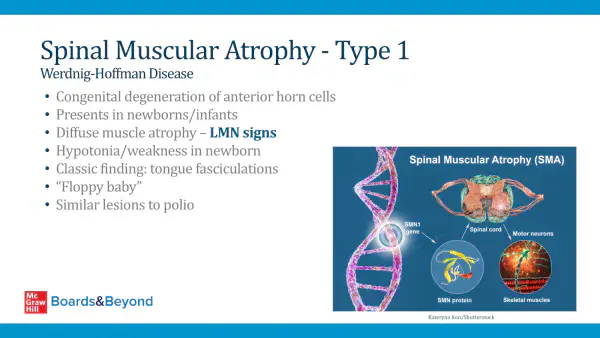 Spinal Muscular Atrophy - Type 1
Werdnig-Hoffman Disease
• Congenital degeneration of anterior horn cells
• Presents in newborns/infants
• Diffuse muscle atrophy – LMN signs
• Hypotonia/weakness in newborn
• Classic finding: tongue fasciculations
• “Floppy baby”
• Similar lesions to polio
Spinal Muscular Atrophy (SMA)
SMN1
gene
Spinal cord
Motor neurons
SMN protein
Skeletal muscles
Mc
Graw
Hill
Boards&Beyond
Kateryna Kon/Shutterstock